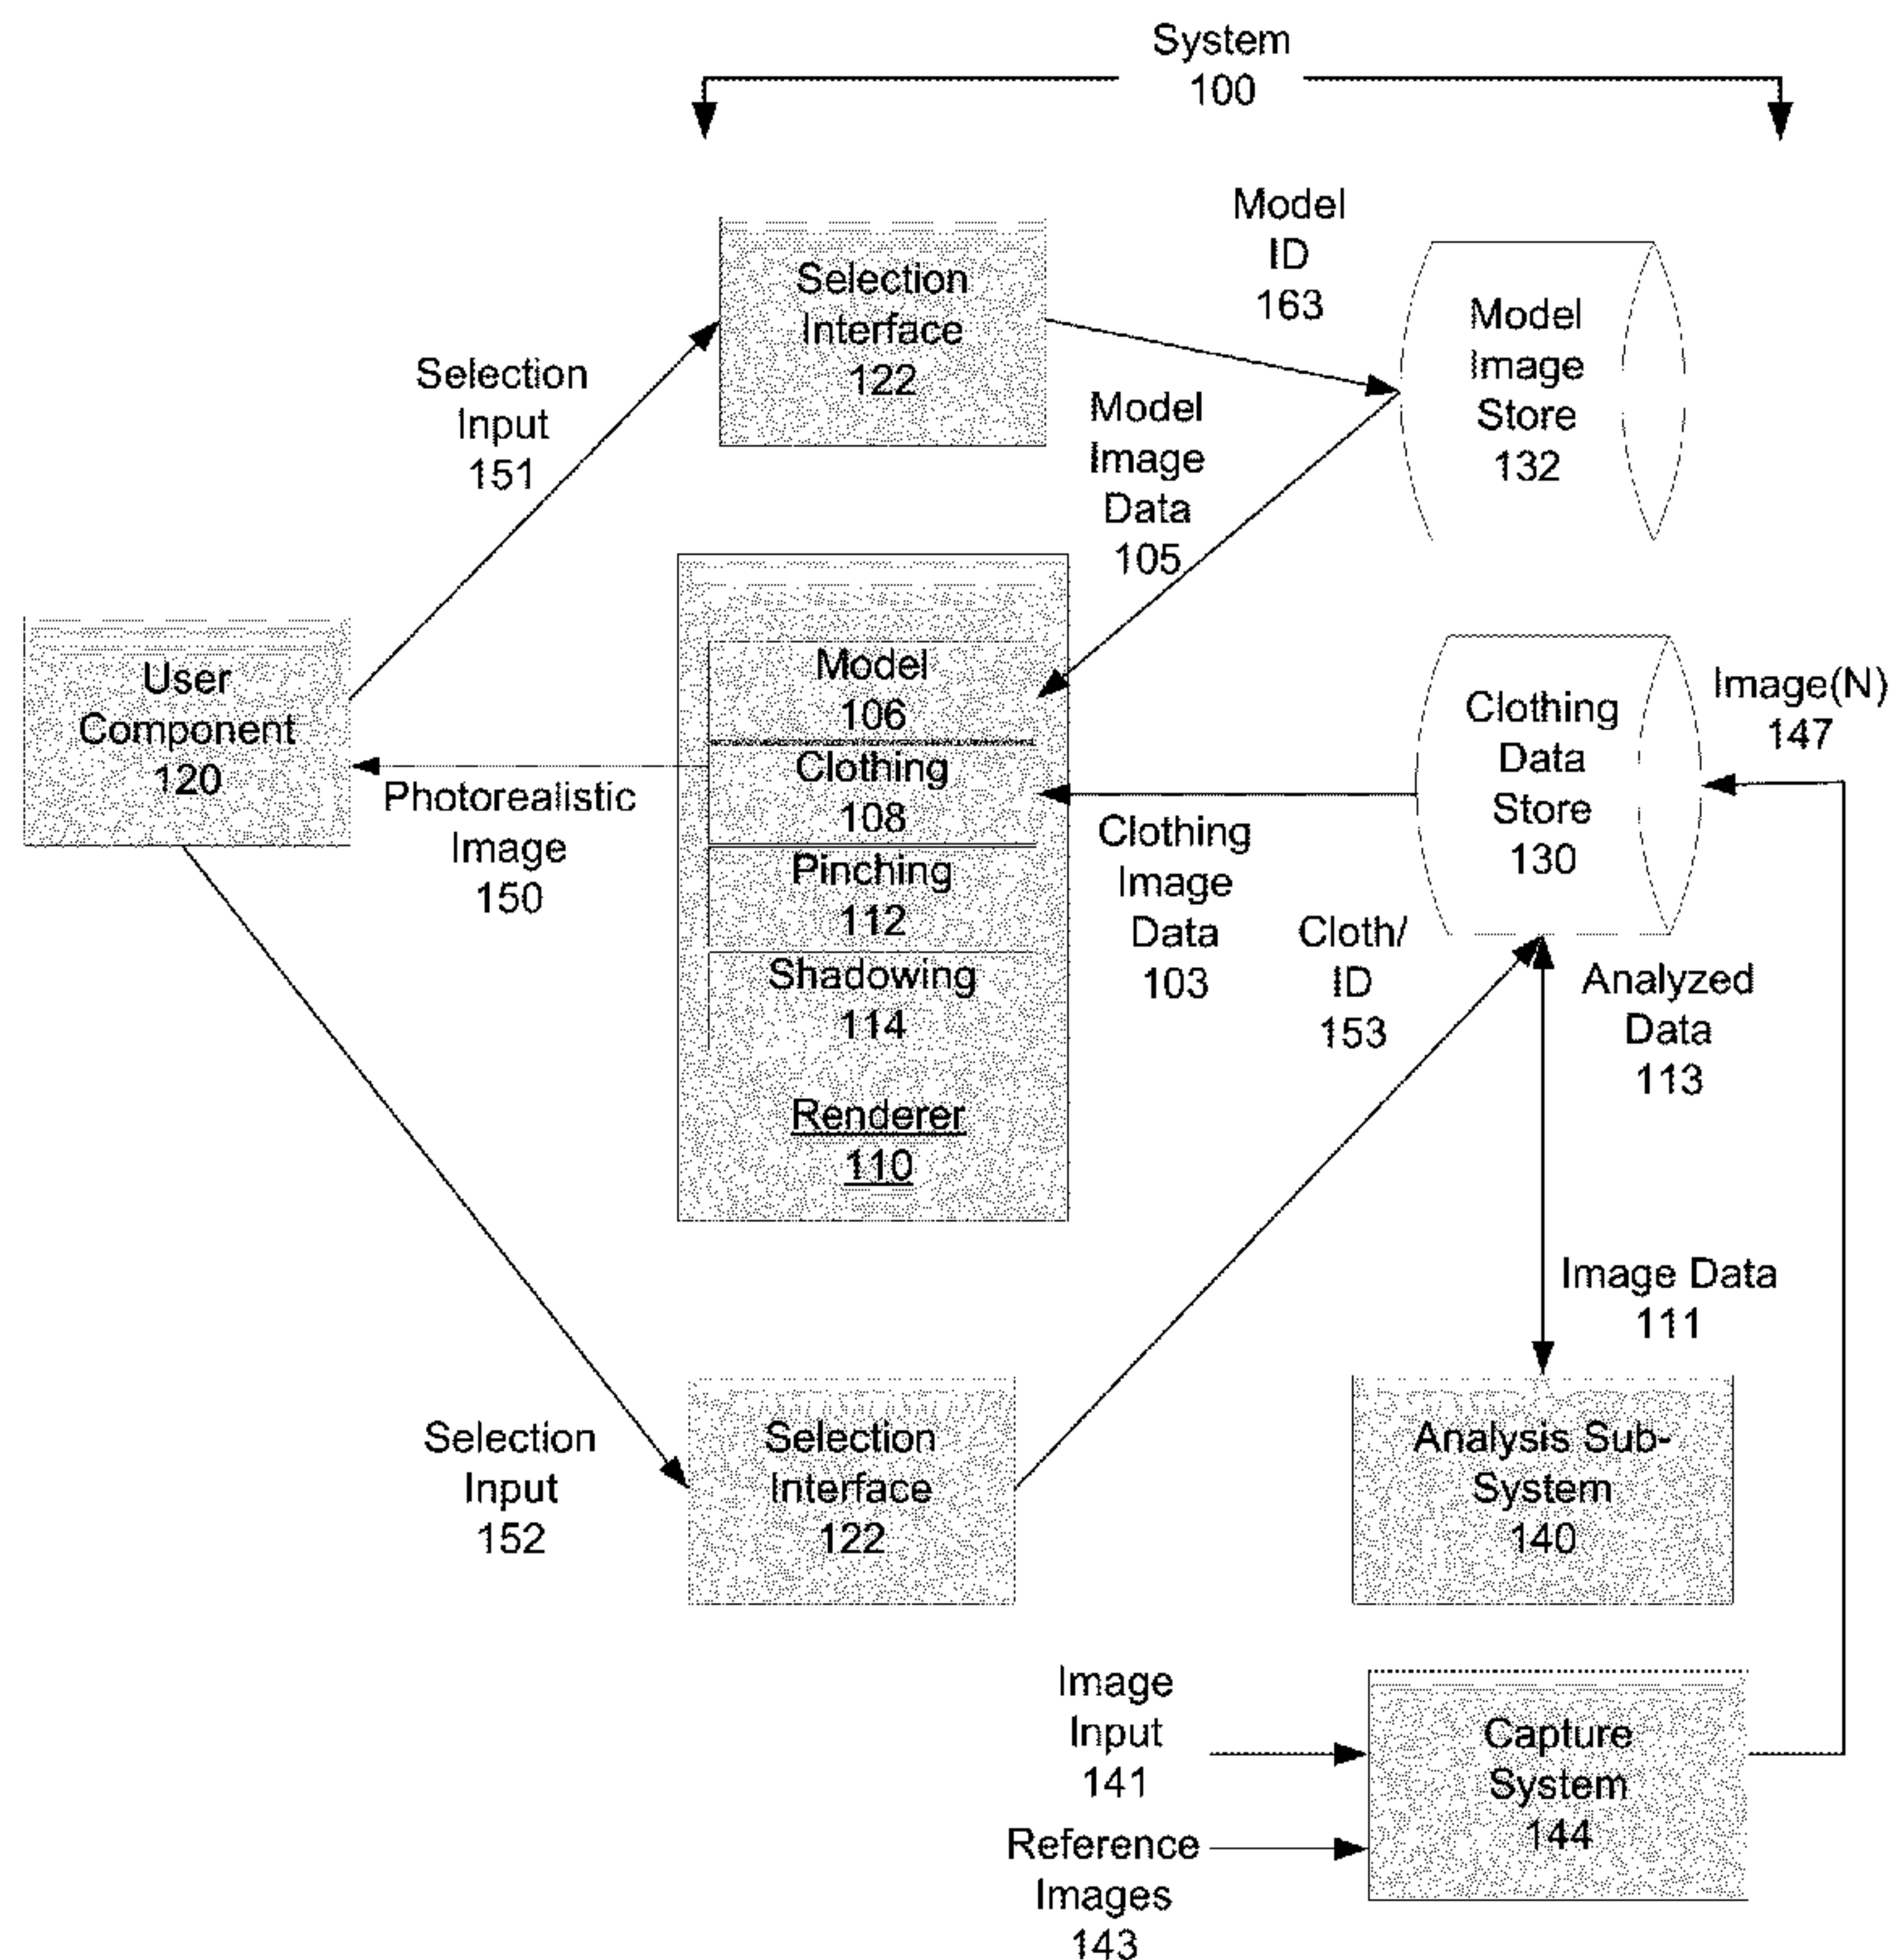 System
100
Model
ID
163
Selection
Interface
122
Model
Image
Store
132
Selection
Input
151
Model
Image
Data
105
User
Component
120
Model
106
Clothing
108
Pinching
112
Shadowing
114
Renderer
110
Photorealistic
Image
150
Clothing
Data
Store
130
Image(N)
147
Clothing
Image
Data
103
Cloth/
ID
153
Analyzed
Data
113
Image Data
111
Selection
Input
152
Selection
Interface
122
Analysis Sub-
System
140
Image
Input
141
Reference
Images
143
Capture
System
144